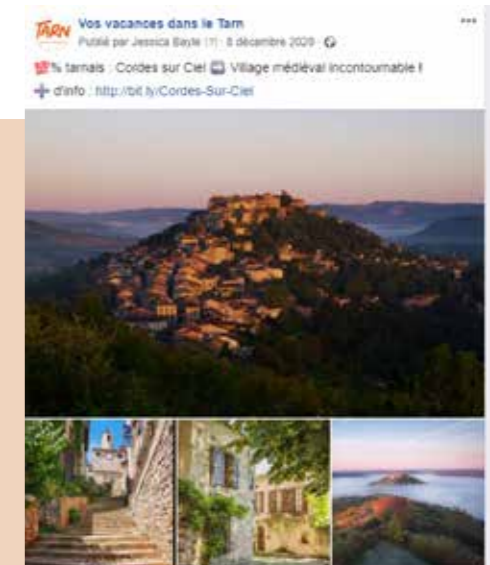 TARN
Vos vacances dans le Tarn
Publié par Jessica Bayle [?] · 8 décembre 2020 ·
💯% tarnais : Cordes sur Ciel ➡️ Village médiéval incontournable !
➕ d'info : http://bit.ly/Cordes-Sur-Ciel